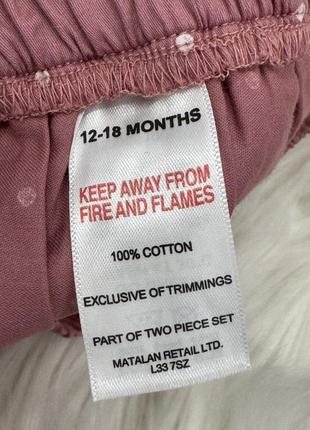 12-18 MONTHS
KEEP AWAY FROM
FIRE AND FLAMES
100% COTTON
EXCLUSIVE OF TRIMMINGS
PART OF TWO PIECE SET
MATALAN RETAIL LTD.
L33 7SZ